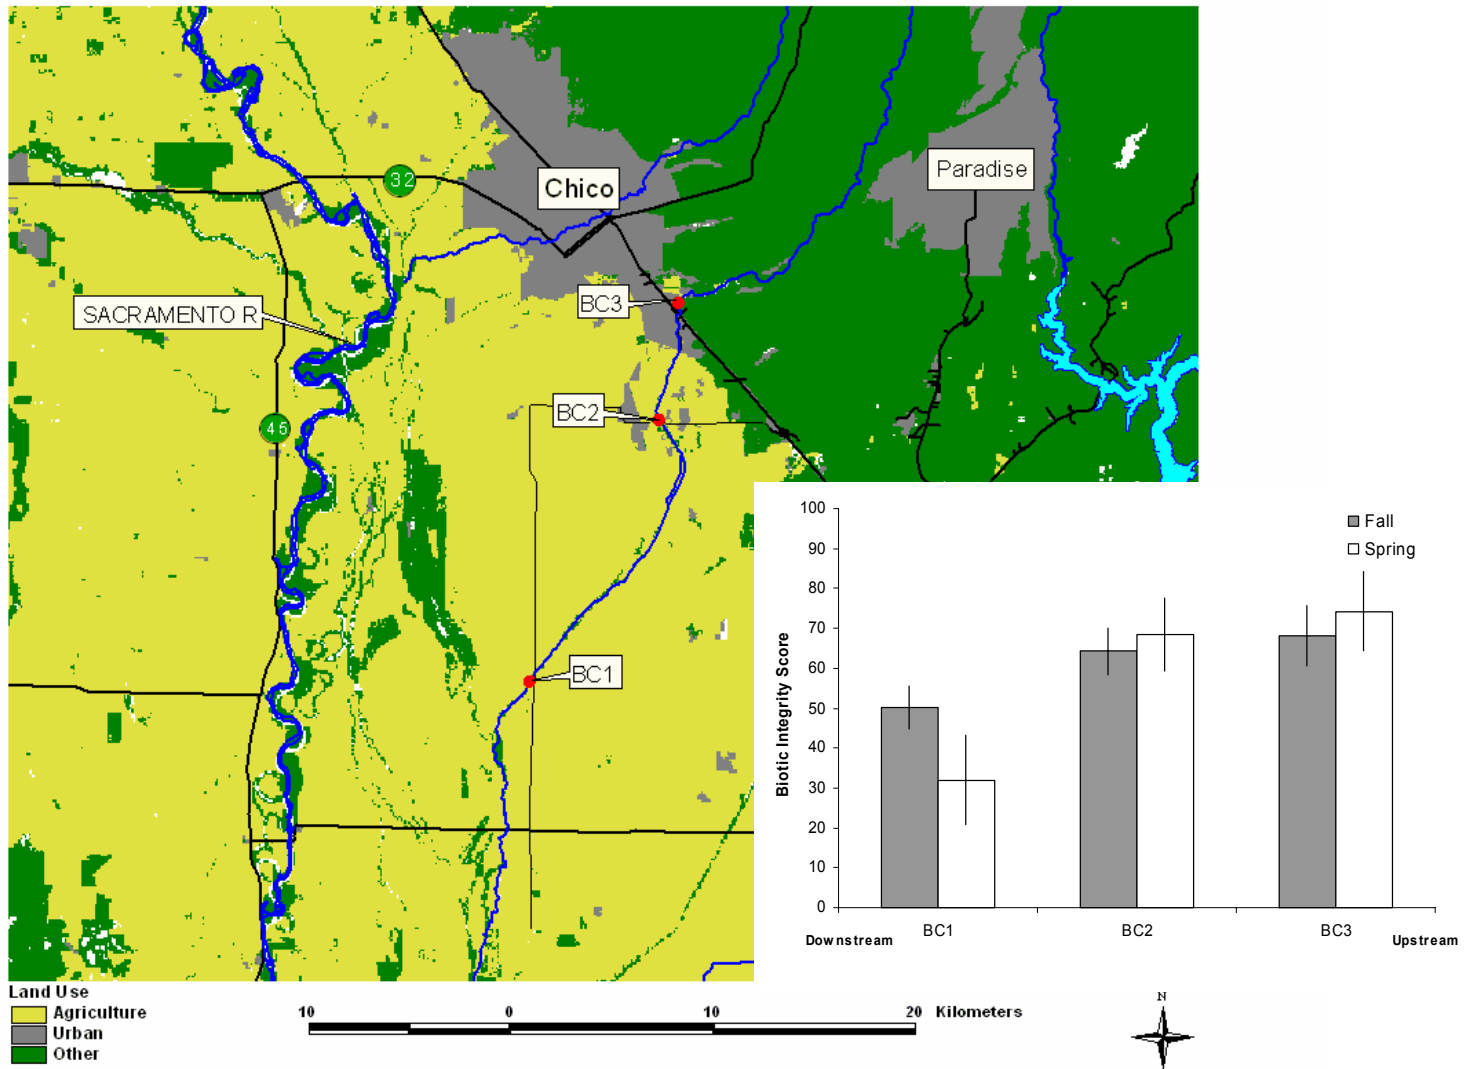 32
Chico
Paradise
BC3
SACRAMENTO R
BC2
45
BC1
100
90
80
70
60
50
40
30
20
10
0
Biotic Integrity Score
Fall
Spring
BC1
BC2
BC3
Downstream
Upstream
Land Use
Agriculture
Urban
Other
10 0 10 20 Kilometers
N